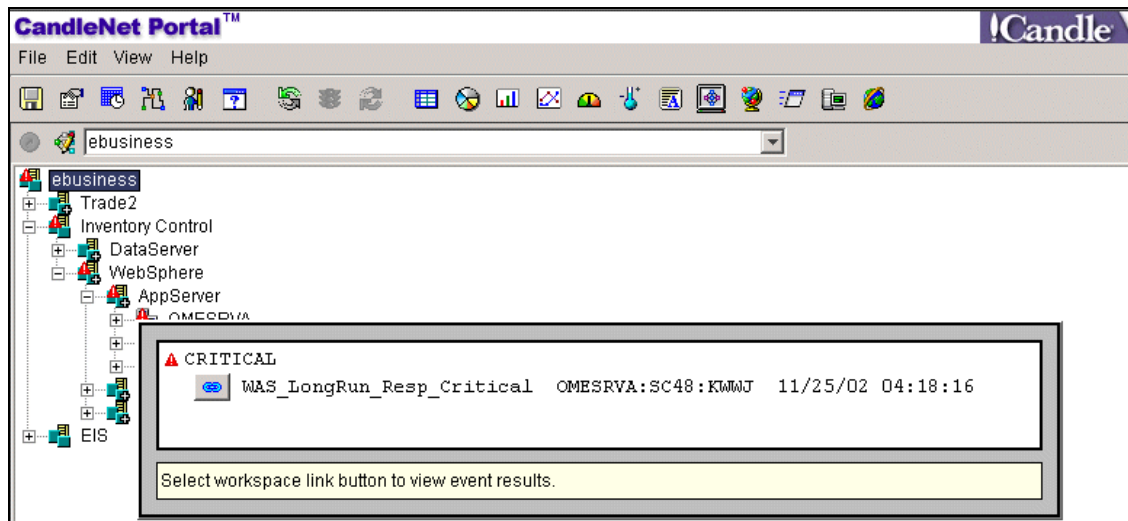 CandleNet Portal™
!Candle
File Edit View Help
ebusiness
ebusiness
Trade2
Inventory Control
DataServer
WebSphere
AppServer
OMESRVA
CRITICAL
WAS_LongRun_Resp_Critical OMESRVA:SC48:KWWJ 11/25/02 04:18:16
EIS
Select workspace link button to view event results.